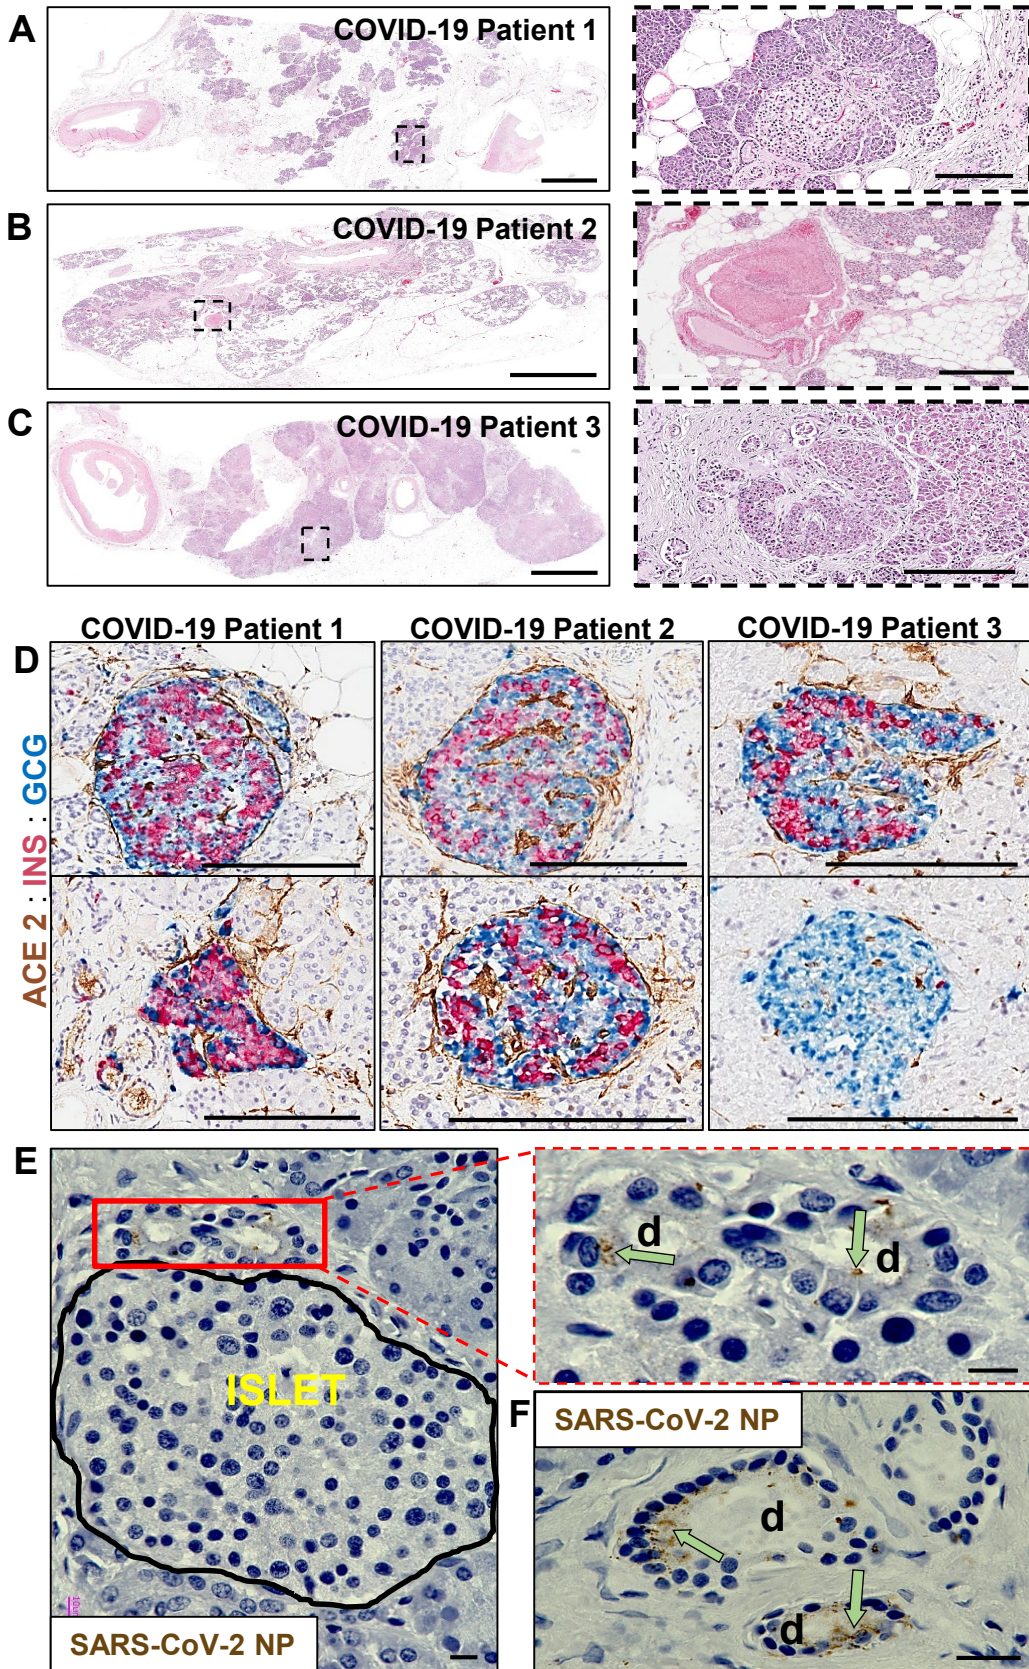 A
COVID-19 Patient 1
B
COVID-19 Patient 2
C
COVID-19 Patient 3
D
COVID-19 Patient 1
COVID-19 Patient 2
COVID-19 Patient 3
ACE 2 : INS : GCG
E
ISLET
10um
SARS-CoV-2 NP
d
d
F
SARS-CoV-2 NP
d
d